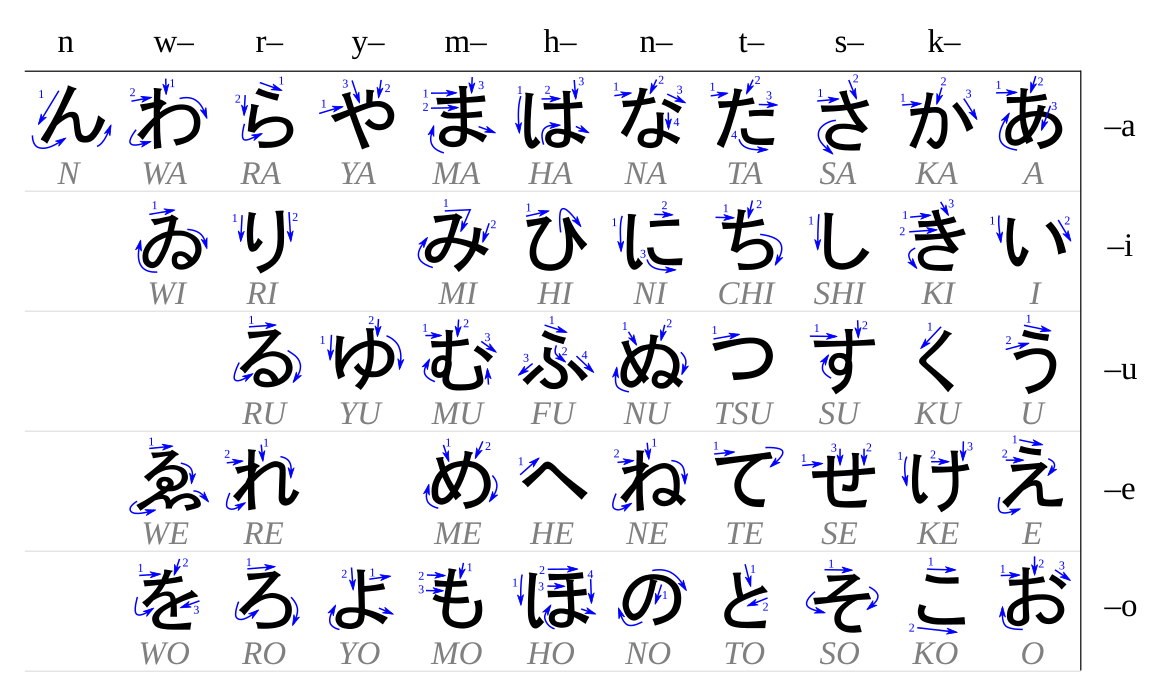 n w– r– y– m– h– n– t– s– k–
ん わ ら や ま は な た さ か あ –a
N WA RA YA MA HA NA TA SA KA A
ゐ り み ひ に ち し き い –i
WI RI MI HI NI CHI SHI KI I
る ゆ む ふ ぬ つ す く う –u
RU YU MU FU NU TSU SU KU U
ゑ れ め へ ね て せ け え –e
WE RE ME HE NE TE SE KE E
を ろ よ も ほ の と そ こ お –o
WO RO YO MO HO NO TO SO KO O